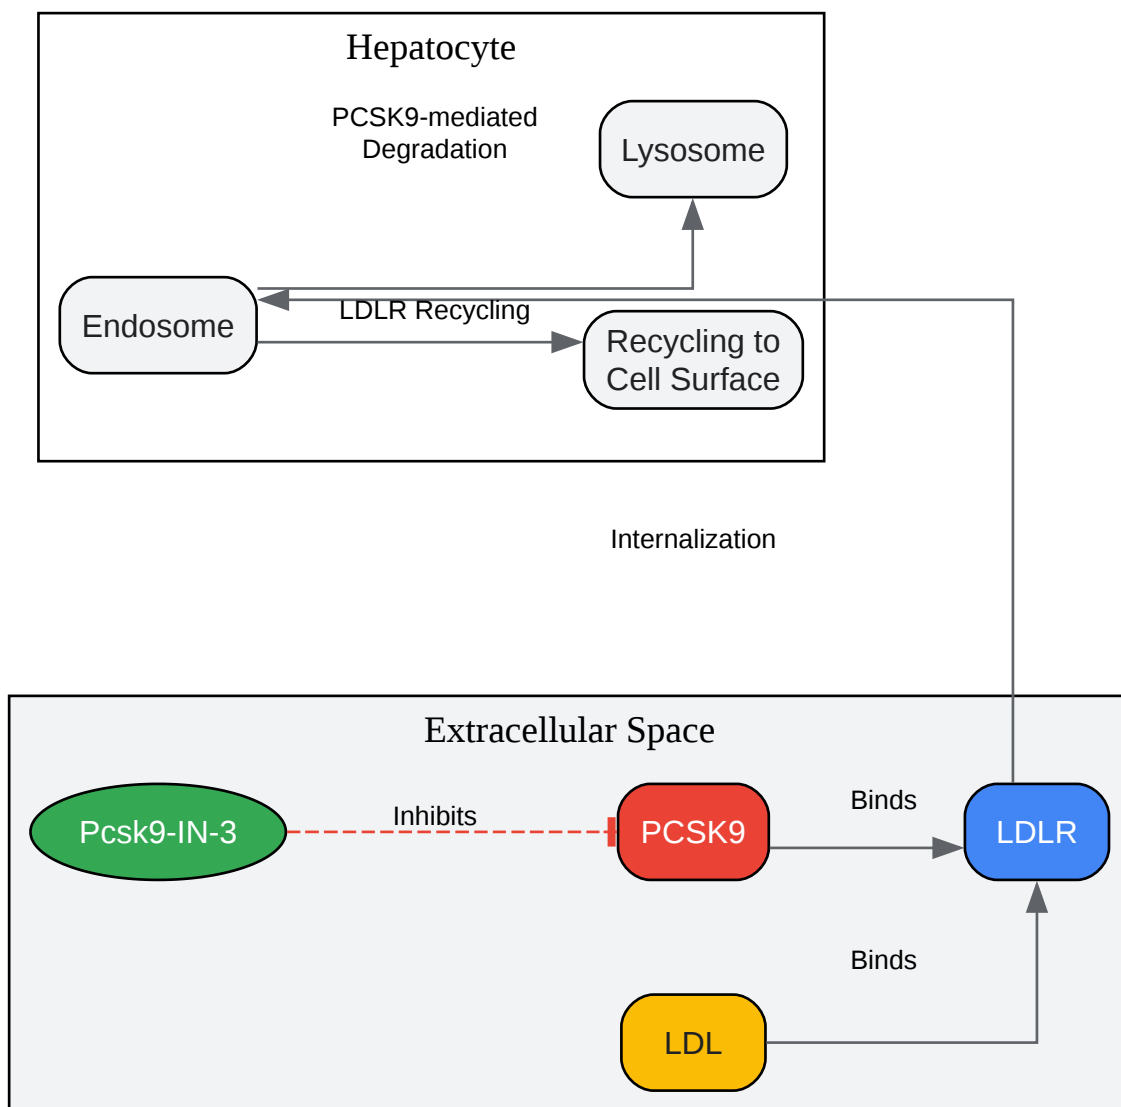 Hepatocyte
PCSK9-mediated
Degradation
Lysosome
Endosome
LDLR Recycling
Recycling to
Cell Surface
Internalization
Extracellular Space
Pcsk9-IN-3
Inhibits
PCSK9
Binds
LDLR
Binds
LDL